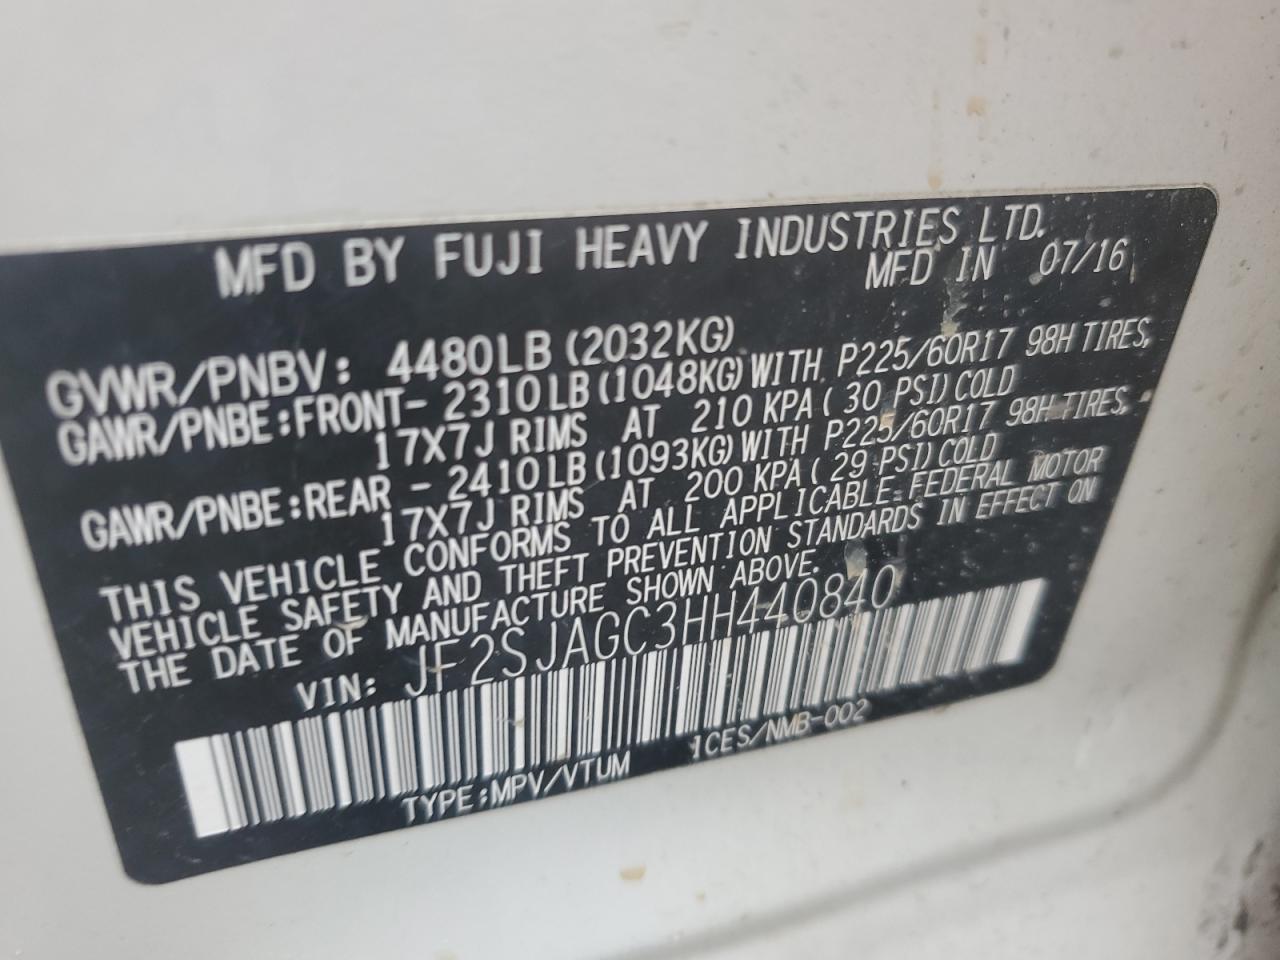 MFD BY FUJI HEAVY INDUSTRIES LTD.
MFD IN 07/16
GVWR/PNBV: 4480LB (2032KG)
GAWR/PNBE:FRONT- 2310LB(1048KG)WITH P225/60R17 98H TIRES,
17X7J RIMS AT 210 KPA( 30 PSI)COLD
GAWR/PNBE:REAR - 2410LB(1093KG)WITH P225/60R17 98H TIRES,
17X7J RIMS AT 200 KPA( 29 PSI)COLD
THIS VEHICLE CONFORMS TO ALL APPLICABLE FEDERAL MOTOR
VEHICLE SAFETY AND THEFT PREVENTION STANDARDS IN EFFECT ON
THE DATE OF MANUFACTURE SHOWN ABOVE.
VIN: JF2SJAGC3HH440840
TYPE:MPV/VTUM ICES/NMB-002